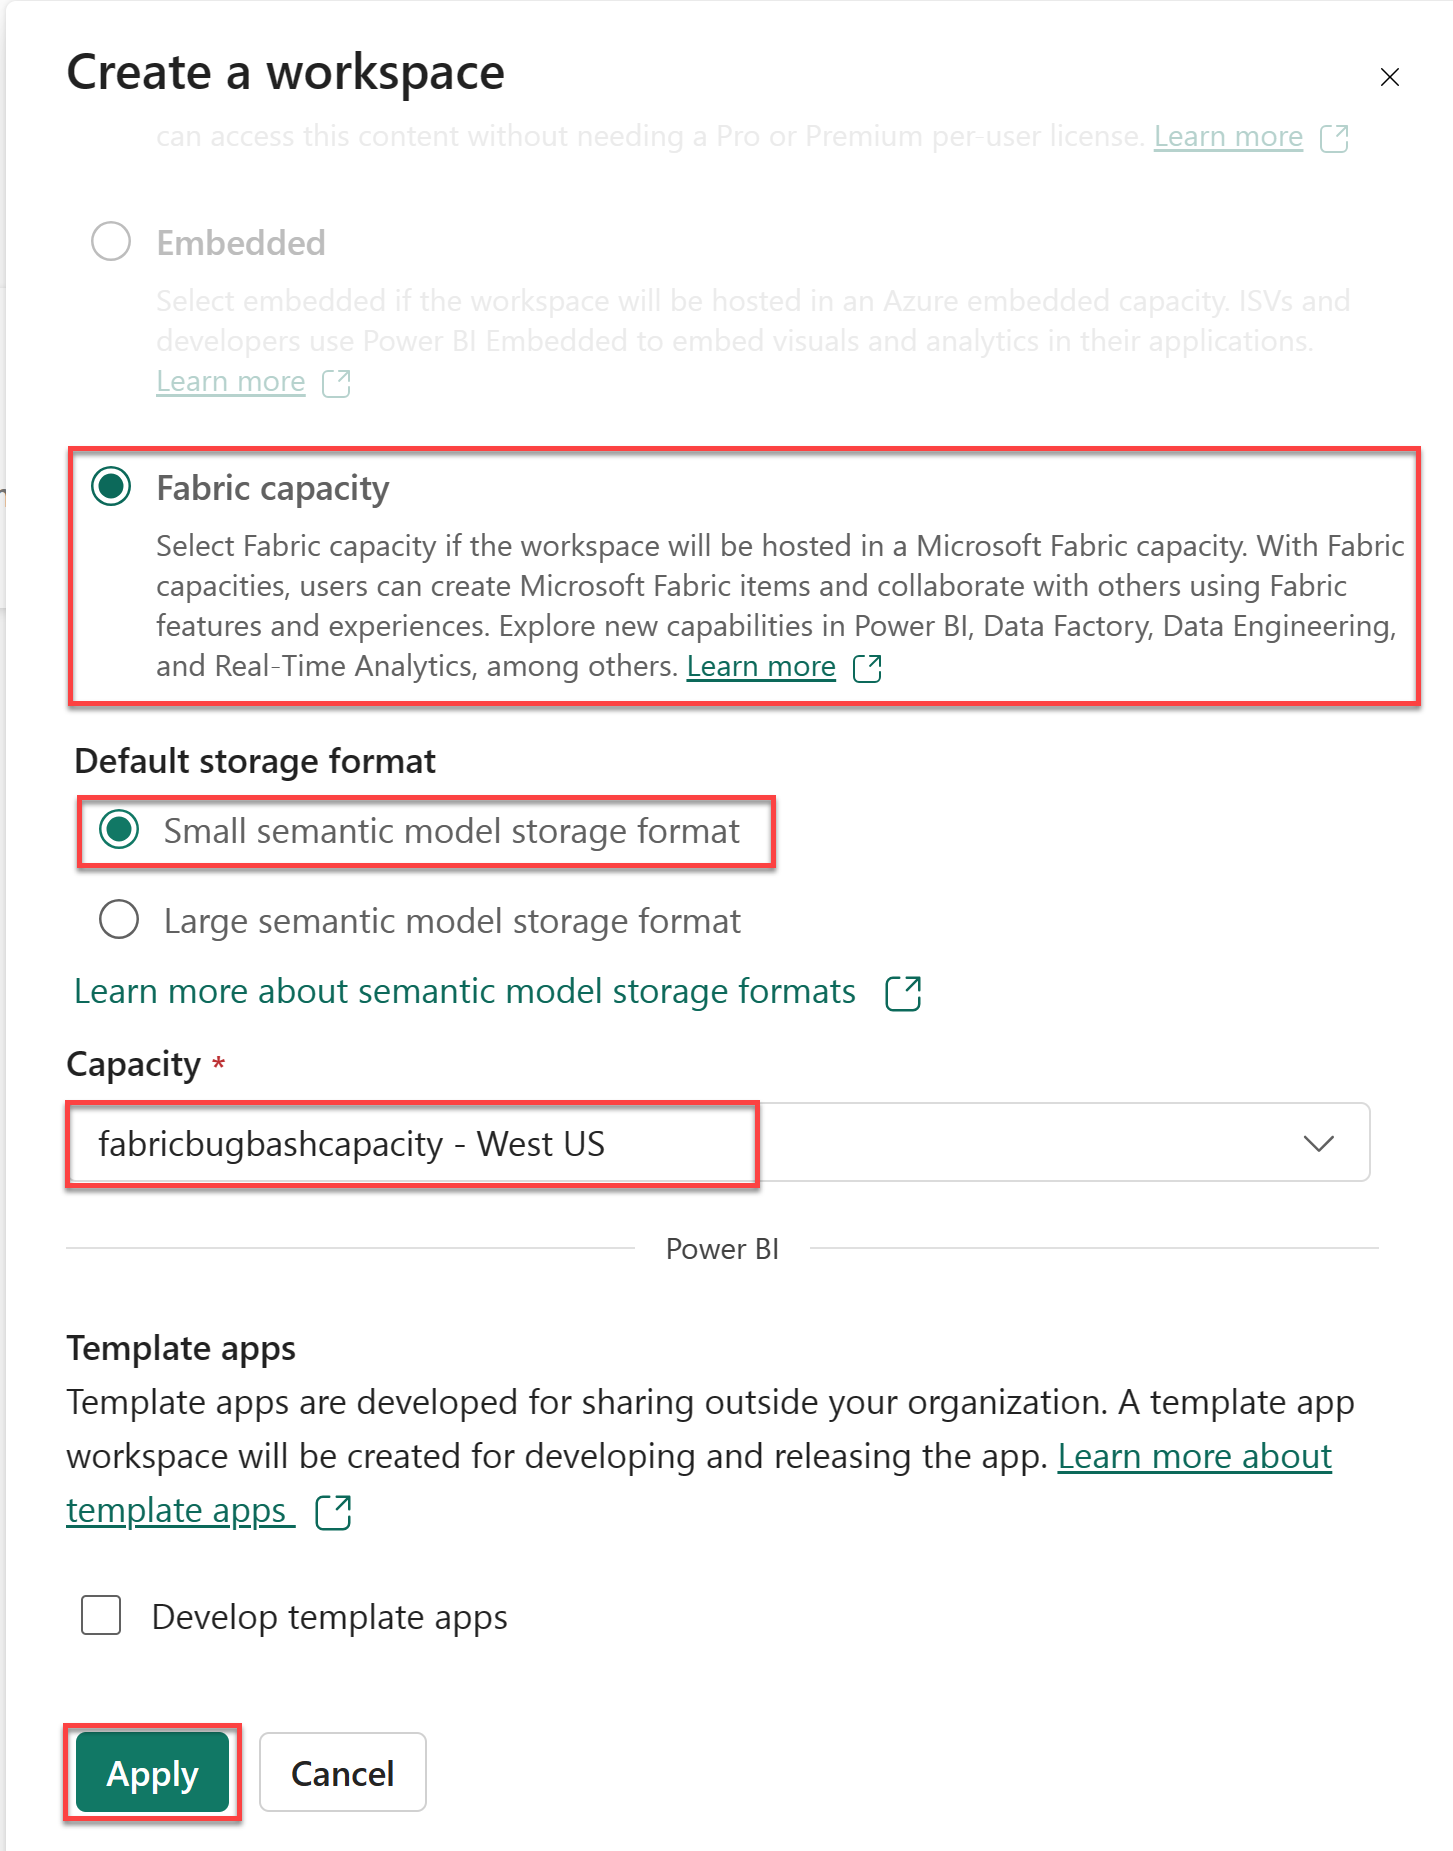 Create a workspace
can access this content without needing a Pro or Premium per-user license. Learn more
Embedded
Select embedded if the workspace will be hosted in an Azure embedded capacity. ISVs and
developers use Power BI Embedded to embed visuals and analytics in their applications.
Learn more
Fabric capacity
Select Fabric capacity if the workspace will be hosted in a Microsoft Fabric capacity. With Fabric
capacities, users can create Microsoft Fabric items and collaborate with others using Fabric
features and experiences. Explore new capabilities in Power BI, Data Factory, Data Engineering,
and Real-Time Analytics, among others. Learn more
Default storage format
Small semantic model storage format
Large semantic model storage format
Learn more about semantic model storage formats
Capacity *
fabricbugbashcapacity - West US
Power BI
Template apps
Template apps are developed for sharing outside your organization. A template app
workspace will be created for developing and releasing the app. Learn more about
template apps
Develop template apps
Apply
Cancel